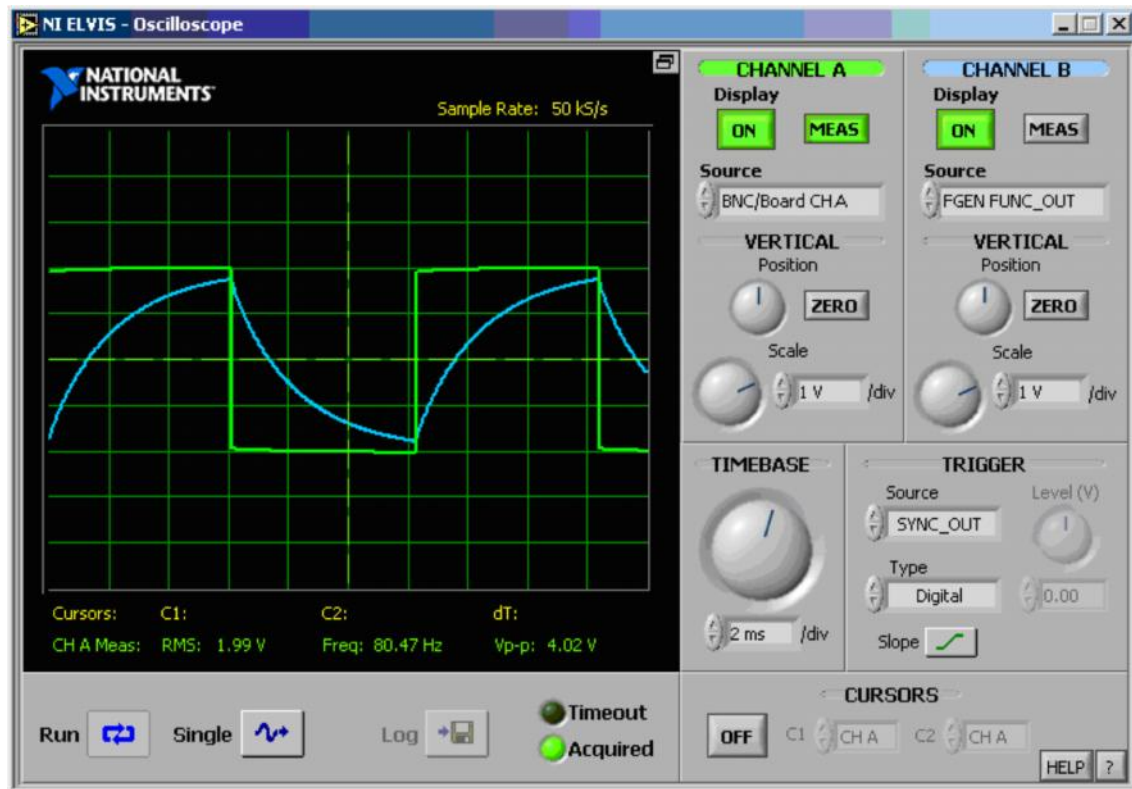 NI ELVIS - Oscilloscope
NATIONAL
INSTRUMENTS™
Sample Rate: 50 kS/s
Cursors: C1: C2: dT:
CH A Meas: RMS: 1.99 V Freq: 80.47 Hz Vp-p: 4.02 V
Run Single Log
Timeout
Acquired
CHANNEL A
Display
ON MEAS
Source
BNC/Board CH A
VERTICAL
Position
ZERO
Scale
1 V /div
CHANNEL B
Display
ON MEAS
Source
FGEN FUNC_OUT
VERTICAL
Position
ZERO
Scale
1 V /div
TIMEBASE
2 ms /div
TRIGGER
Source Level (V)
SYNC_OUT
Type
Digital 0.00
Slope
CURSORS
OFF C1 CH A C2 CH A
HELP ?